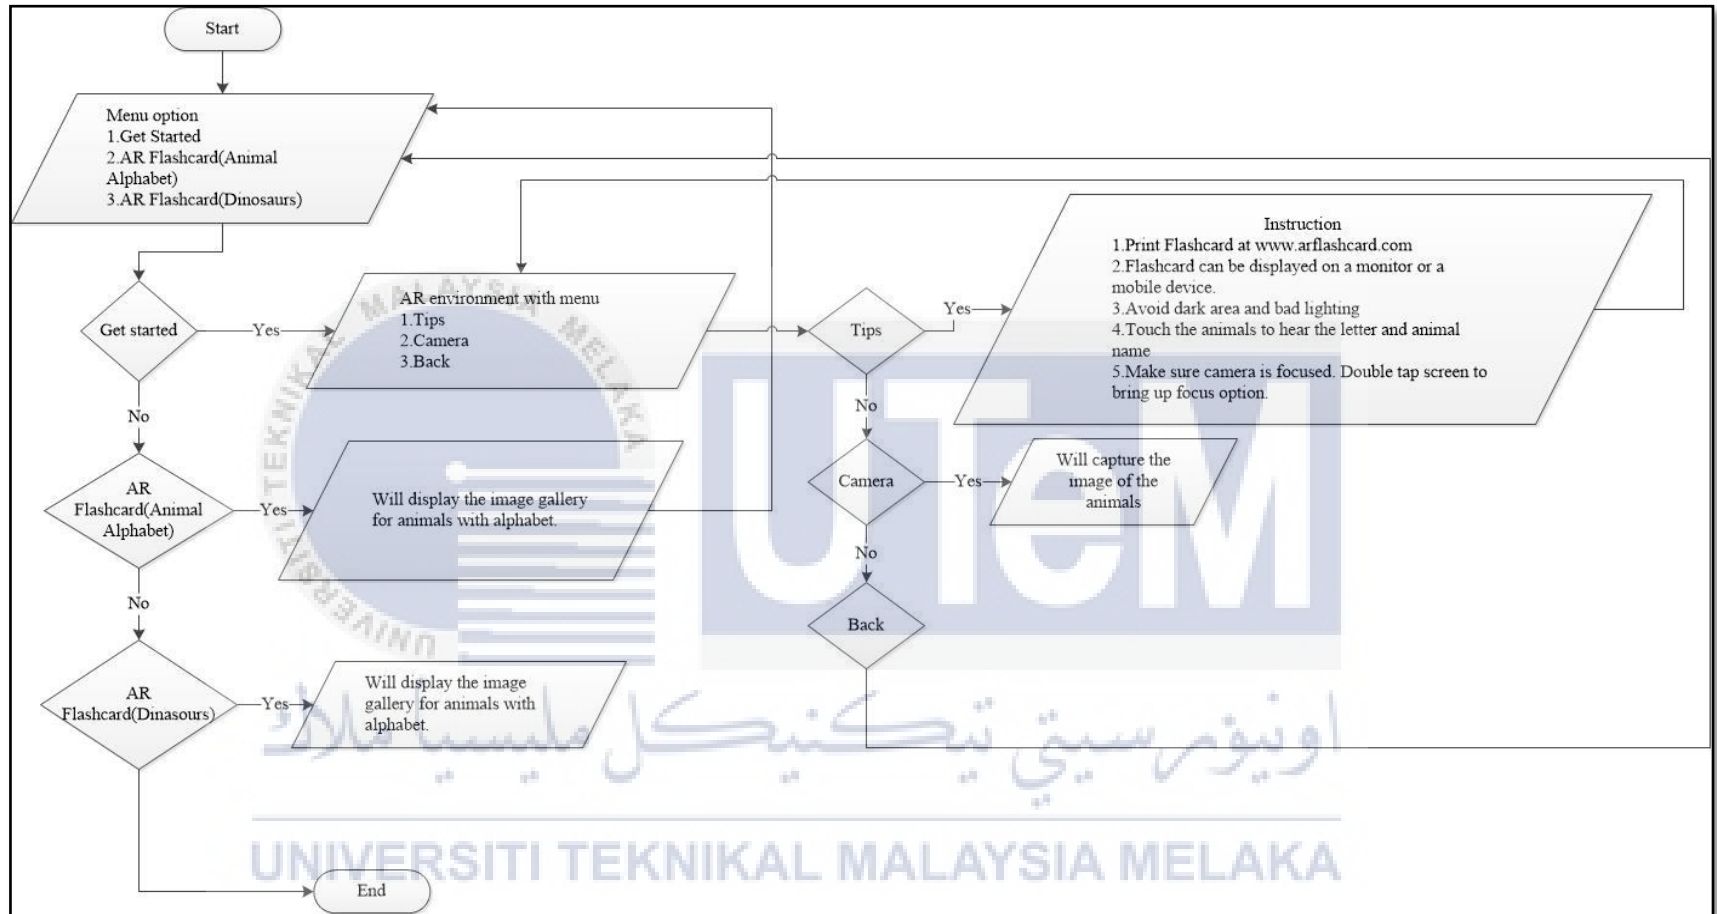 Start
Menu option
1.Get Started
2.AR Flashcard(Animal
Alphabet)
3.AR Flashcard(Dinosaurs)
Get started
Yes
No
AR environment with menu
1.Tips
2.Camera
3.Back
Tips
Yes
No
Instruction
1.Print Flashcard at www.arflashcard.com
2.Flashcard can be displayed on a monitor or a
mobile device.
3.Avoid dark area and bad lighting
4.Touch the animals to hear the letter and animal
name
5.Make sure camera is focused. Double tap screen to
bring up focus option.
AR
Flashcard(Animal
Alphabet)
Yes
No
Will display the image gallery
for animals with alphabet.
Camera
Yes
No
Will capture the
image of the
animals
Back
AR
Flashcard(Dinasours)
Yes
Will display the image
gallery for animals with
alphabet.
End
UNIVERSITI TEKNIKAL MALAYSIA MELAKA
UTeM
اونيۏرسيتي تيكنيكل مليسيا ملاك
UNIVERSITI TEKNIKAL MALAYSIA MELAKA